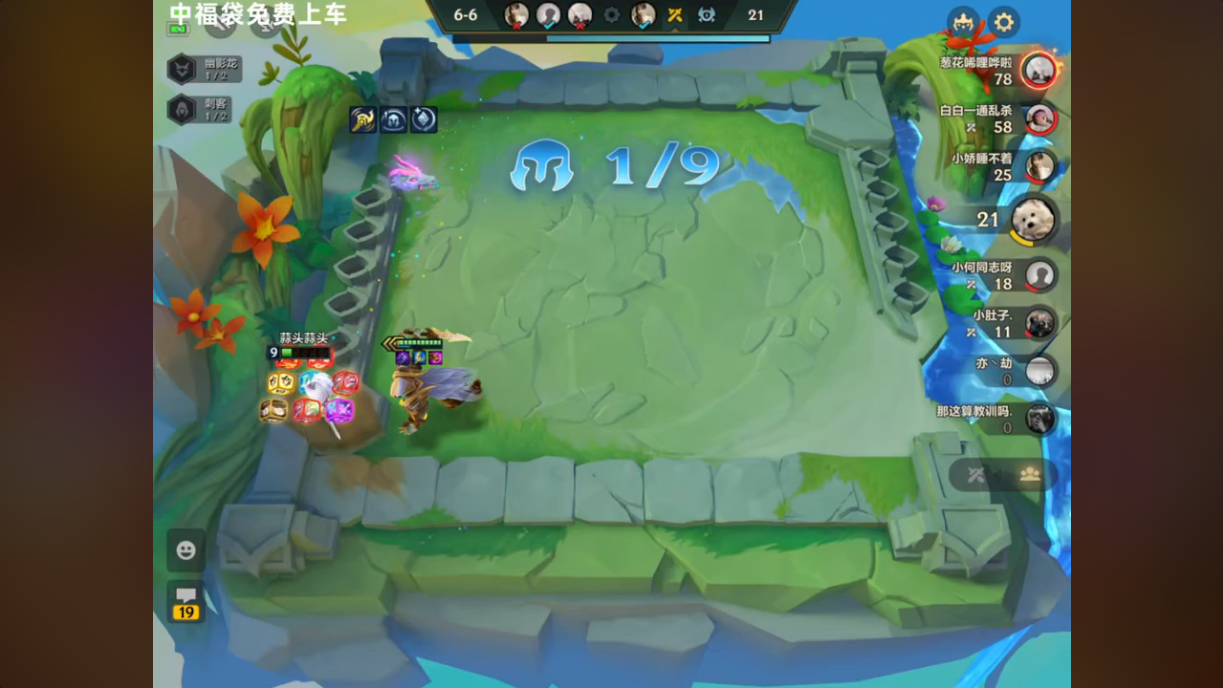 中福袋免费上车
6-6
21
幽影龙
1/2
刺客
1/2
1/9
葱花唏哩哗啦
78
白白一通乱杀
58
小娇睡不着
25
21
小何同志呀
18
小肚子.
11
亦丶劫
0
那这算教训吗.
0
蒜头蒜头
9
19